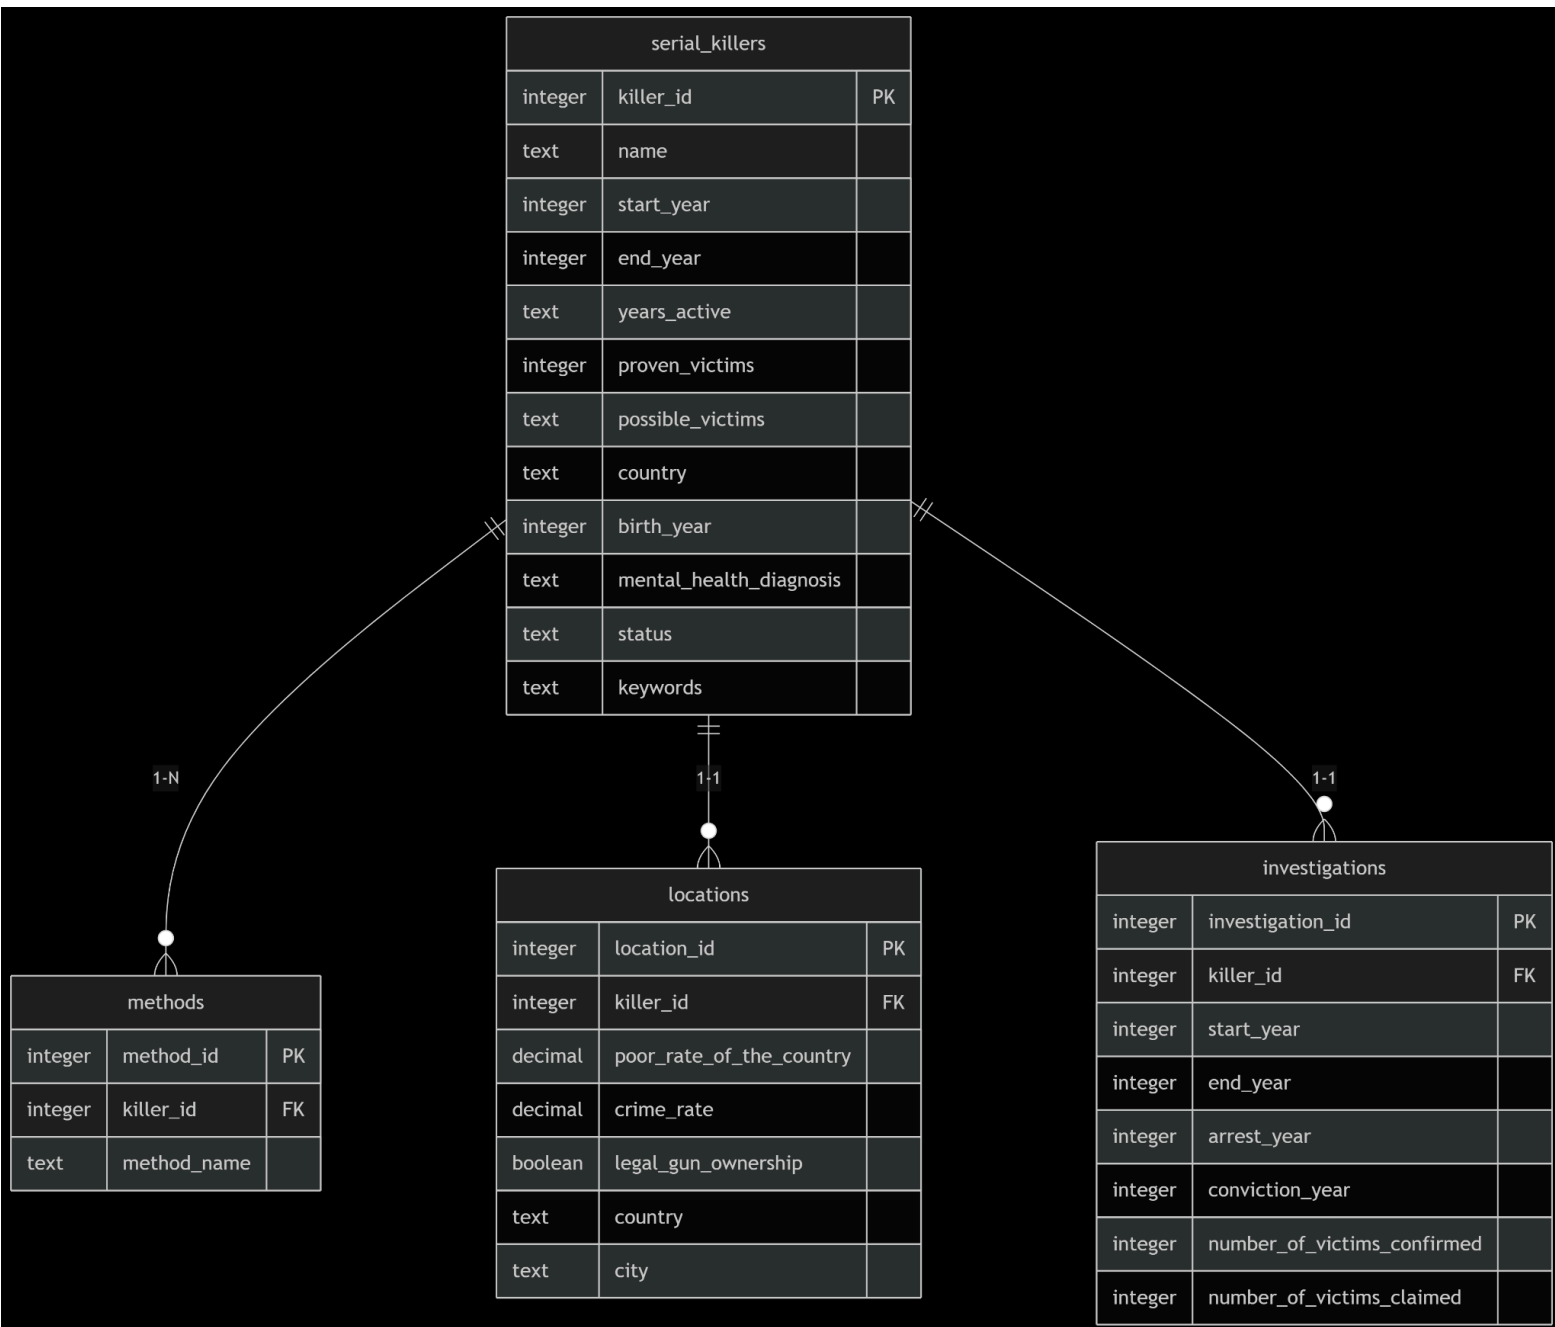 serial_killers
integer killer_id PK
text name
integer start_year
integer end_year
text years_active
integer proven_victims
text possible_victims
text country
integer birth_year
text mental_health_diagnosis
text status
text keywords
1-N
1-1
1-1
methods
integer method_id PK
integer killer_id FK
text method_name
locations
integer location_id PK
integer killer_id FK
decimal poor_rate_of_the_country
decimal crime_rate
boolean legal_gun_ownership
text country
text city
investigations
integer investigation_id PK
integer killer_id FK
integer start_year
integer end_year
integer arrest_year
integer conviction_year
integer number_of_victims_confirmed
integer number_of_victims_claimed